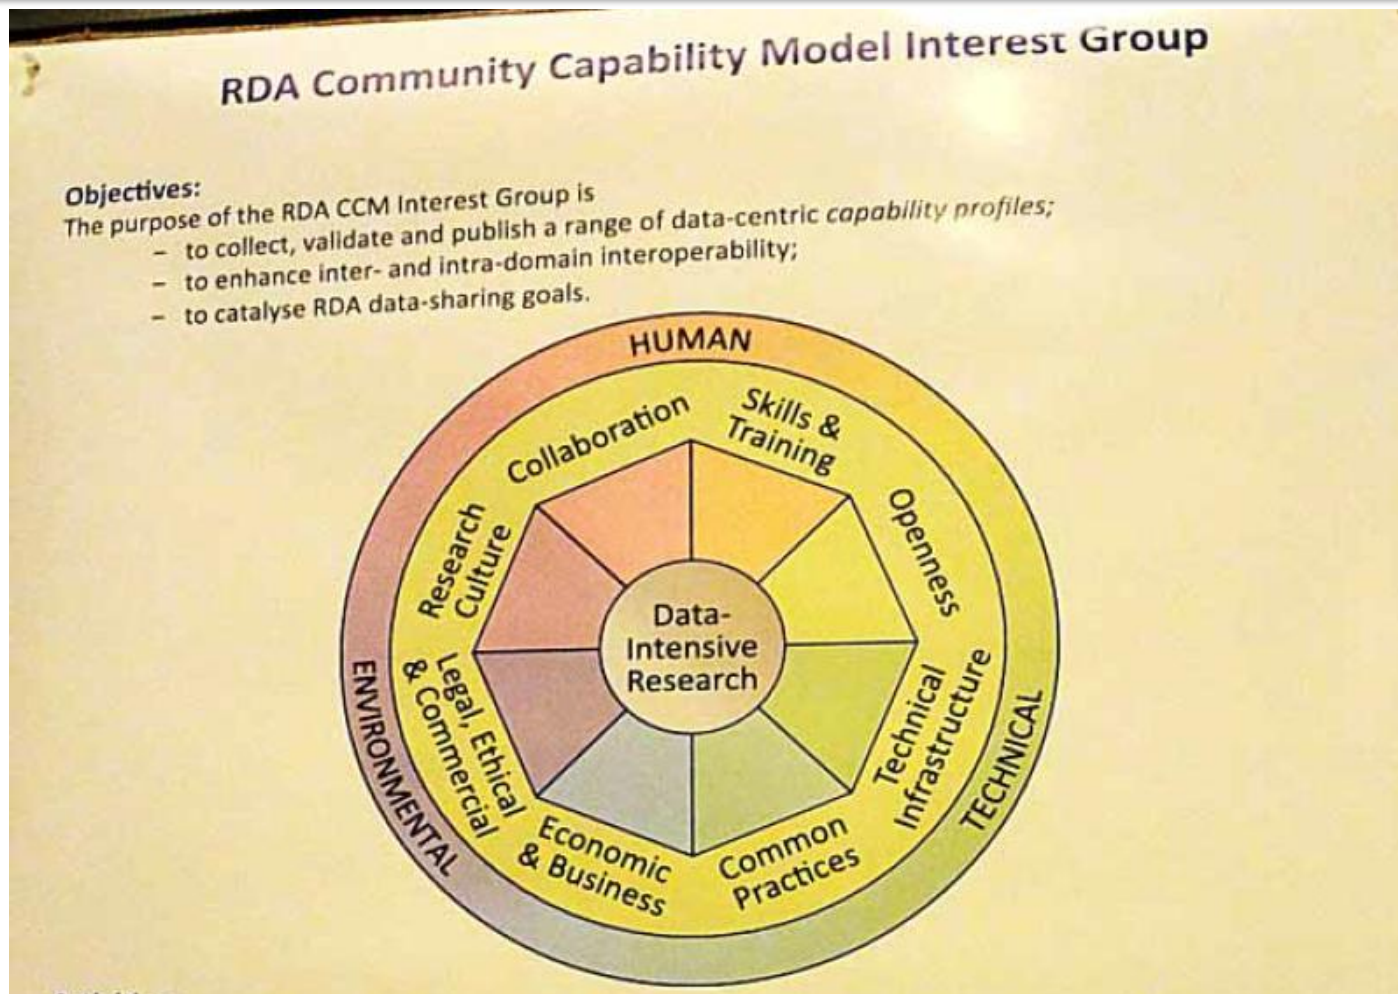 RDA Community Capability Model Interest Group
Objectives:
The purpose of the RDA CCM Interest Group is
– to collect, validate and publish a range of data-centric capability profiles;
– to enhance inter- and intra-domain interoperability;
– to catalyse RDA data-sharing goals.
HUMAN
Collaboration
Skills &
Training
Openness
Research
Culture
Data-
Intensive
Research
Technical
Infrastructure
TECHNICAL
Legal, Ethical
& Commercial
ENVIRONMENTAL
Economic
& Business
Common
Practices